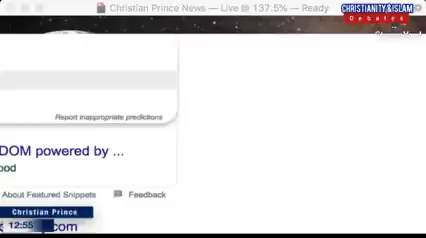 Christian Prince News — Live @ 137.5% — Ready
CHRISTIANITY&ISLAM
Debates
Report inappropriate predictions
DOM powered by ...
ood
About Featured Snippets
Feedback
Christian Prince
12:55
com